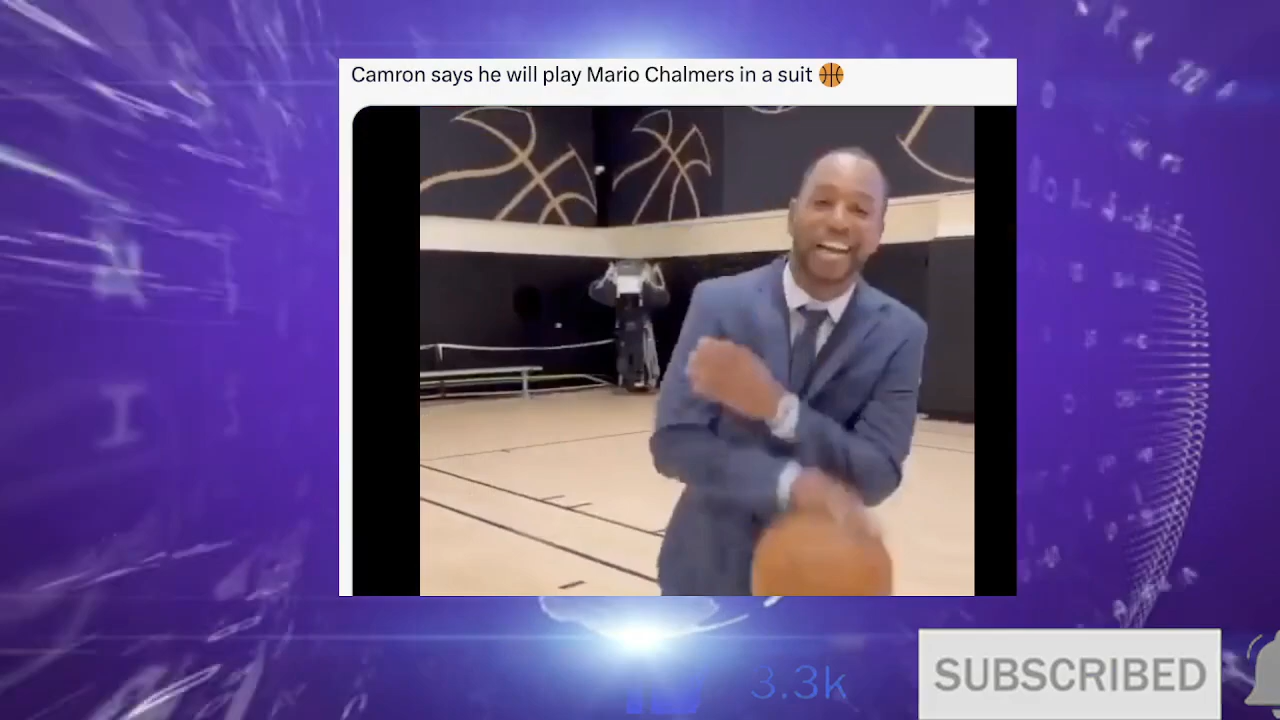 Camron says he will play Mario Chalmers in a suit 🏀
3.3k
SUBSCRIBED